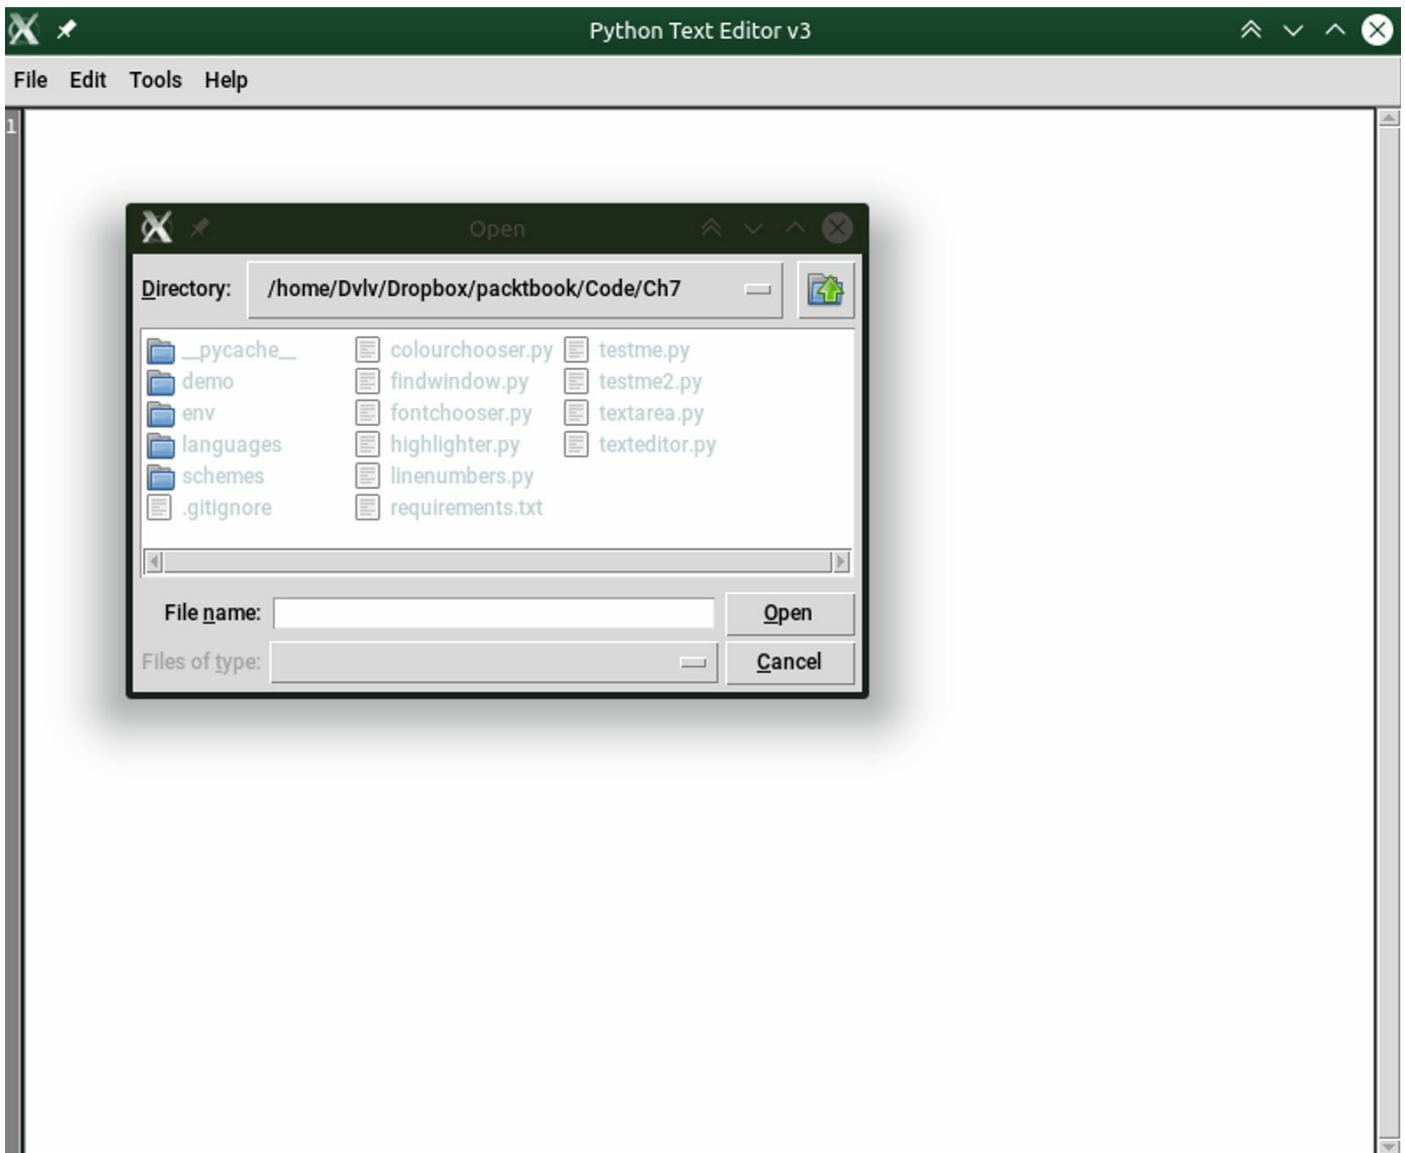 Python Text Editor v3
File Edit Tools Help
1
Open
Directory: /home/Dvlv/Dropbox/packtbook/Code/Ch7
__pycache__ colourchooser.py testme.py
demo findwindow.py testme2.py
env fontchooser.py textarea.py
languages highlighter.py texteditor.py
schemes linenumbers.py
.gitignore requirements.txt
File name: Open
Files of type: Cancel